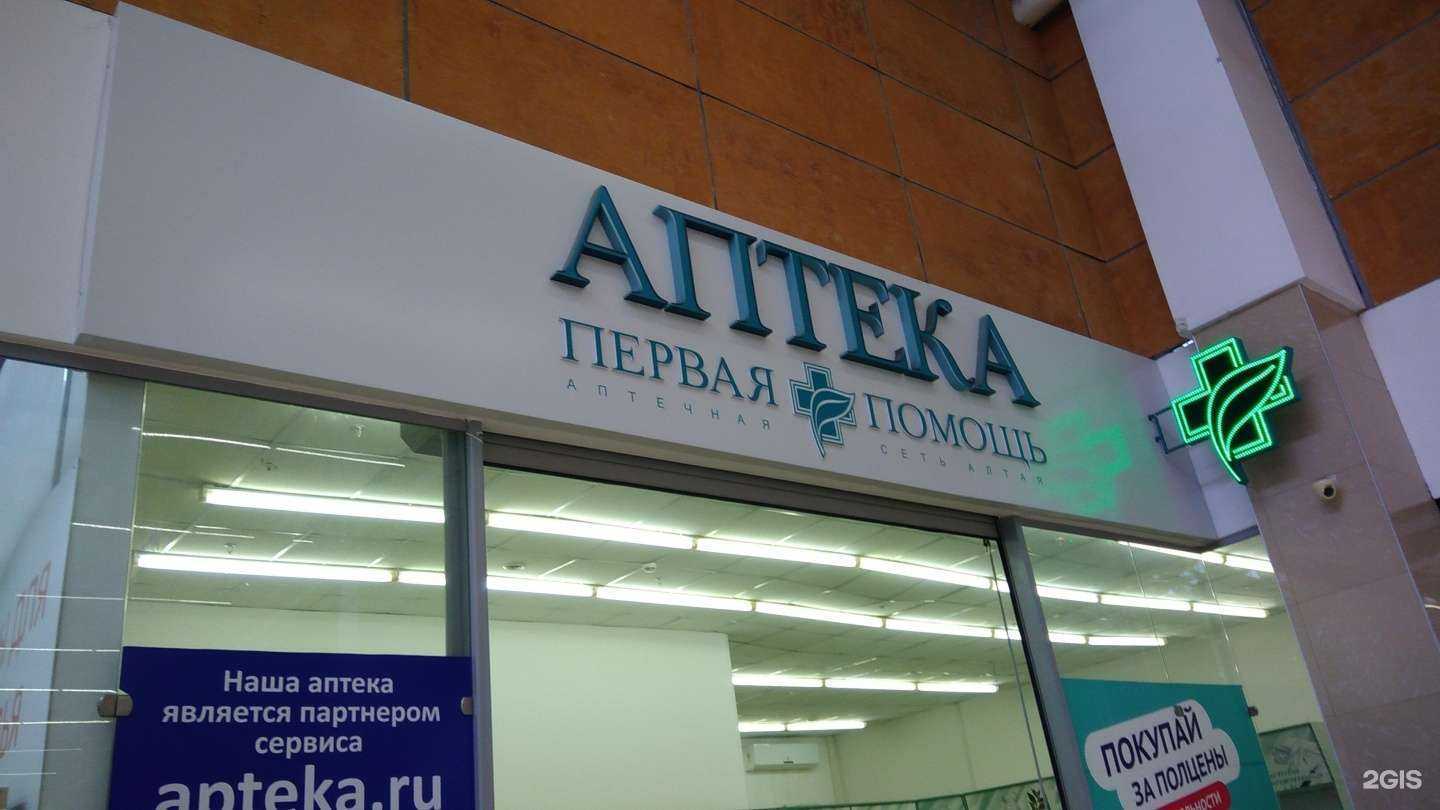 АПТЕКА
ПЕРВАЯ ПОМОЩЬ
АПТЕЧНАЯ СЕТЬ АЛТАЯ
Наша аптека
является партнером
сервиса
apteka.ru
ПОКУПАЙ
ЗА ПОЛЦЕНЫ
2GIS